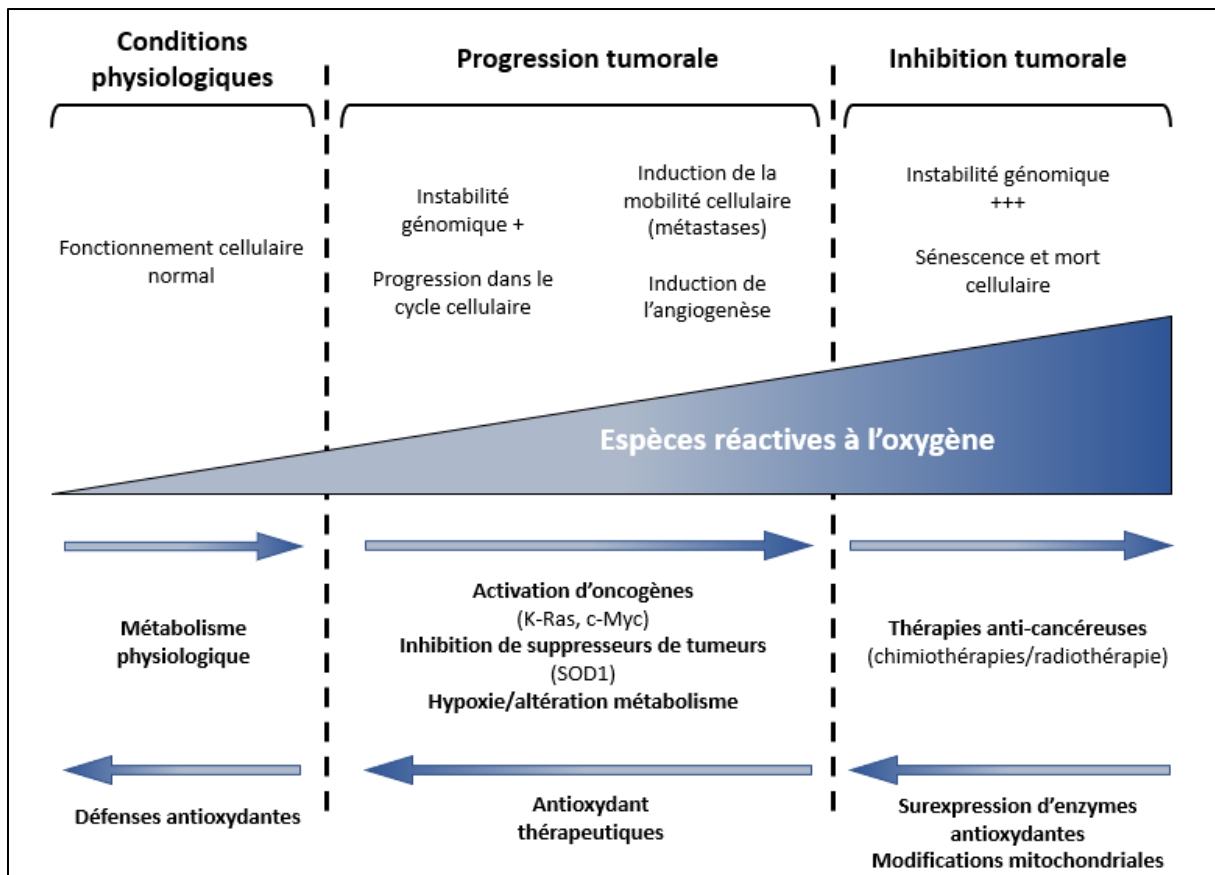 Conditions
physiologiques
Progression tumorale
Inhibition tumorale
Fonctionnement cellulaire
normal
Instabilité
génomique +
Progression dans le
cycle cellulaire
Induction de la
mobilité cellulaire
(métastases)
Induction de
l'angiogenèse
Instabilité génomique
+++
Sénescence et mort
cellulaire
Espèces réactives à l'oxygène
Métabolisme
physiologique
Activation d'oncogènes
(K-Ras, c-Myc)
Inhibition de suppresseurs de tumeurs
(SOD1)
Hypoxie/altération métabolisme
Thérapies anti-cancéreuses
(chimiothérapies/radiothérapie)
Défenses antioxydantes
Antioxydant
thérapeutiques
Surexpression d'enzymes
antioxydantes
Modifications mitochondriales